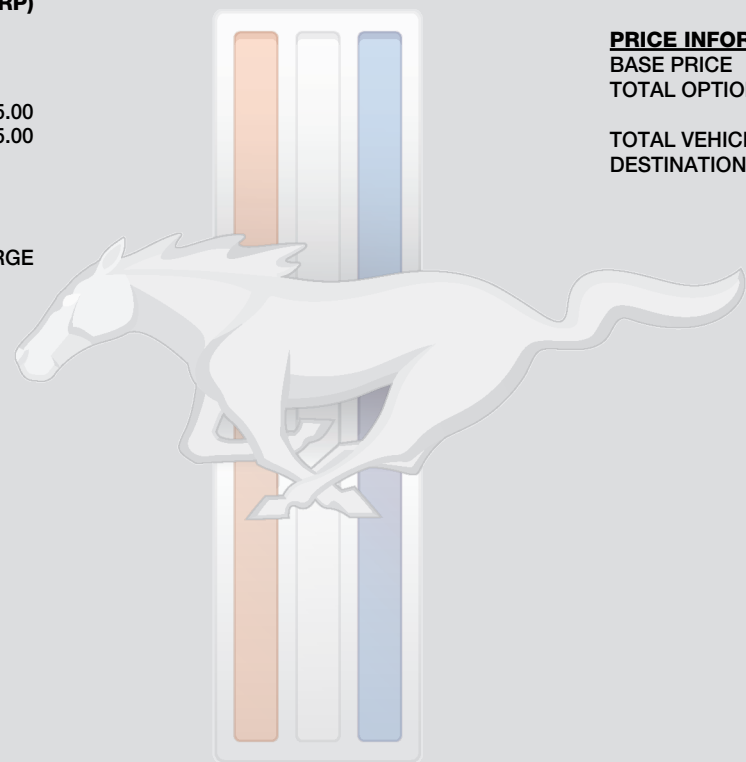 RP)
5.00
5.00
RGE
PRICE INFOR
BASE PRICE
TOTAL OPTIO
TOTAL VEHICL
DESTINATION